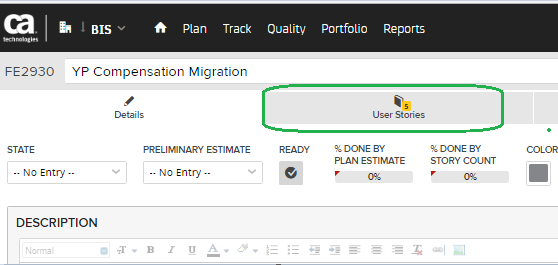 ca technologies BIS Plan Track Quality Portfolio Reports
FE2930 YP Compensation Migration
Details
5
User Stories
STATE PRELIMINARY ESTIMATE READY % DONE BY PLAN ESTIMATE % DONE BY STORY COUNT COLOR
-- No Entry -- -- No Entry -- 0% 0%
DESCRIPTION
Normal T B I U A